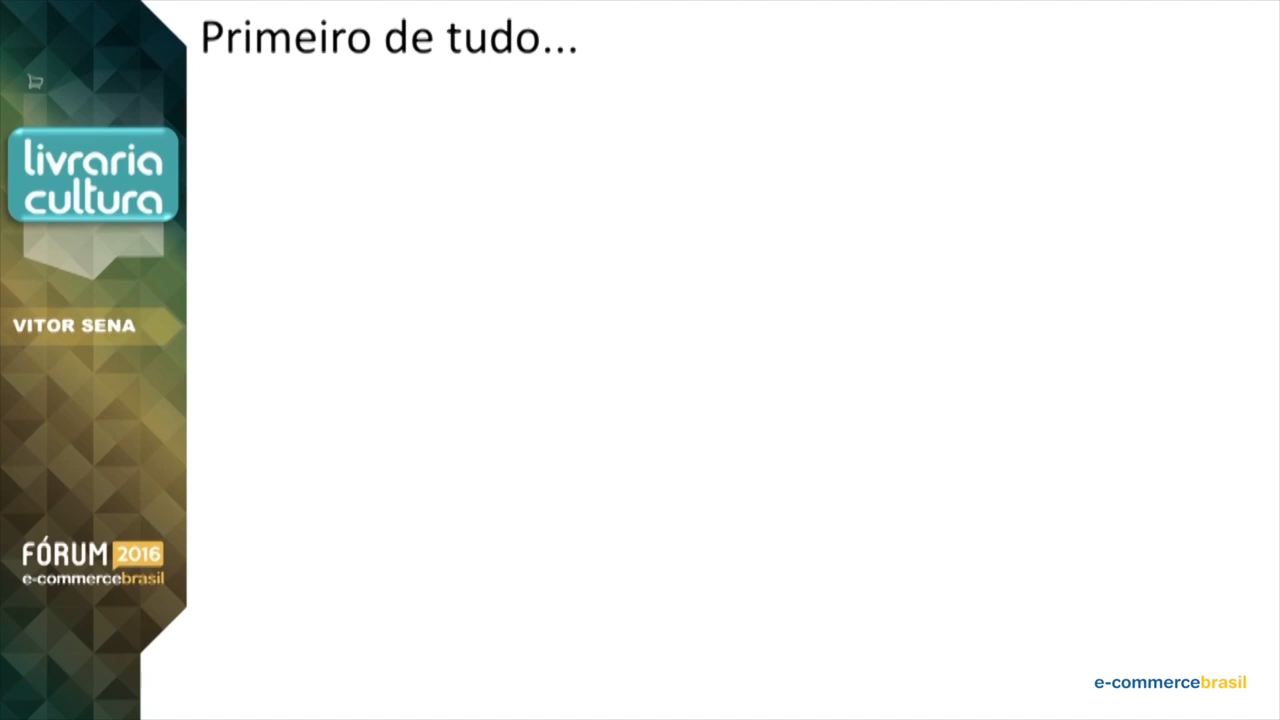 Primeiro de tudo...
livraria
cultura
VITOR SENA
FÓRUM 2016
e-commercebrasil
e-commercebrasil